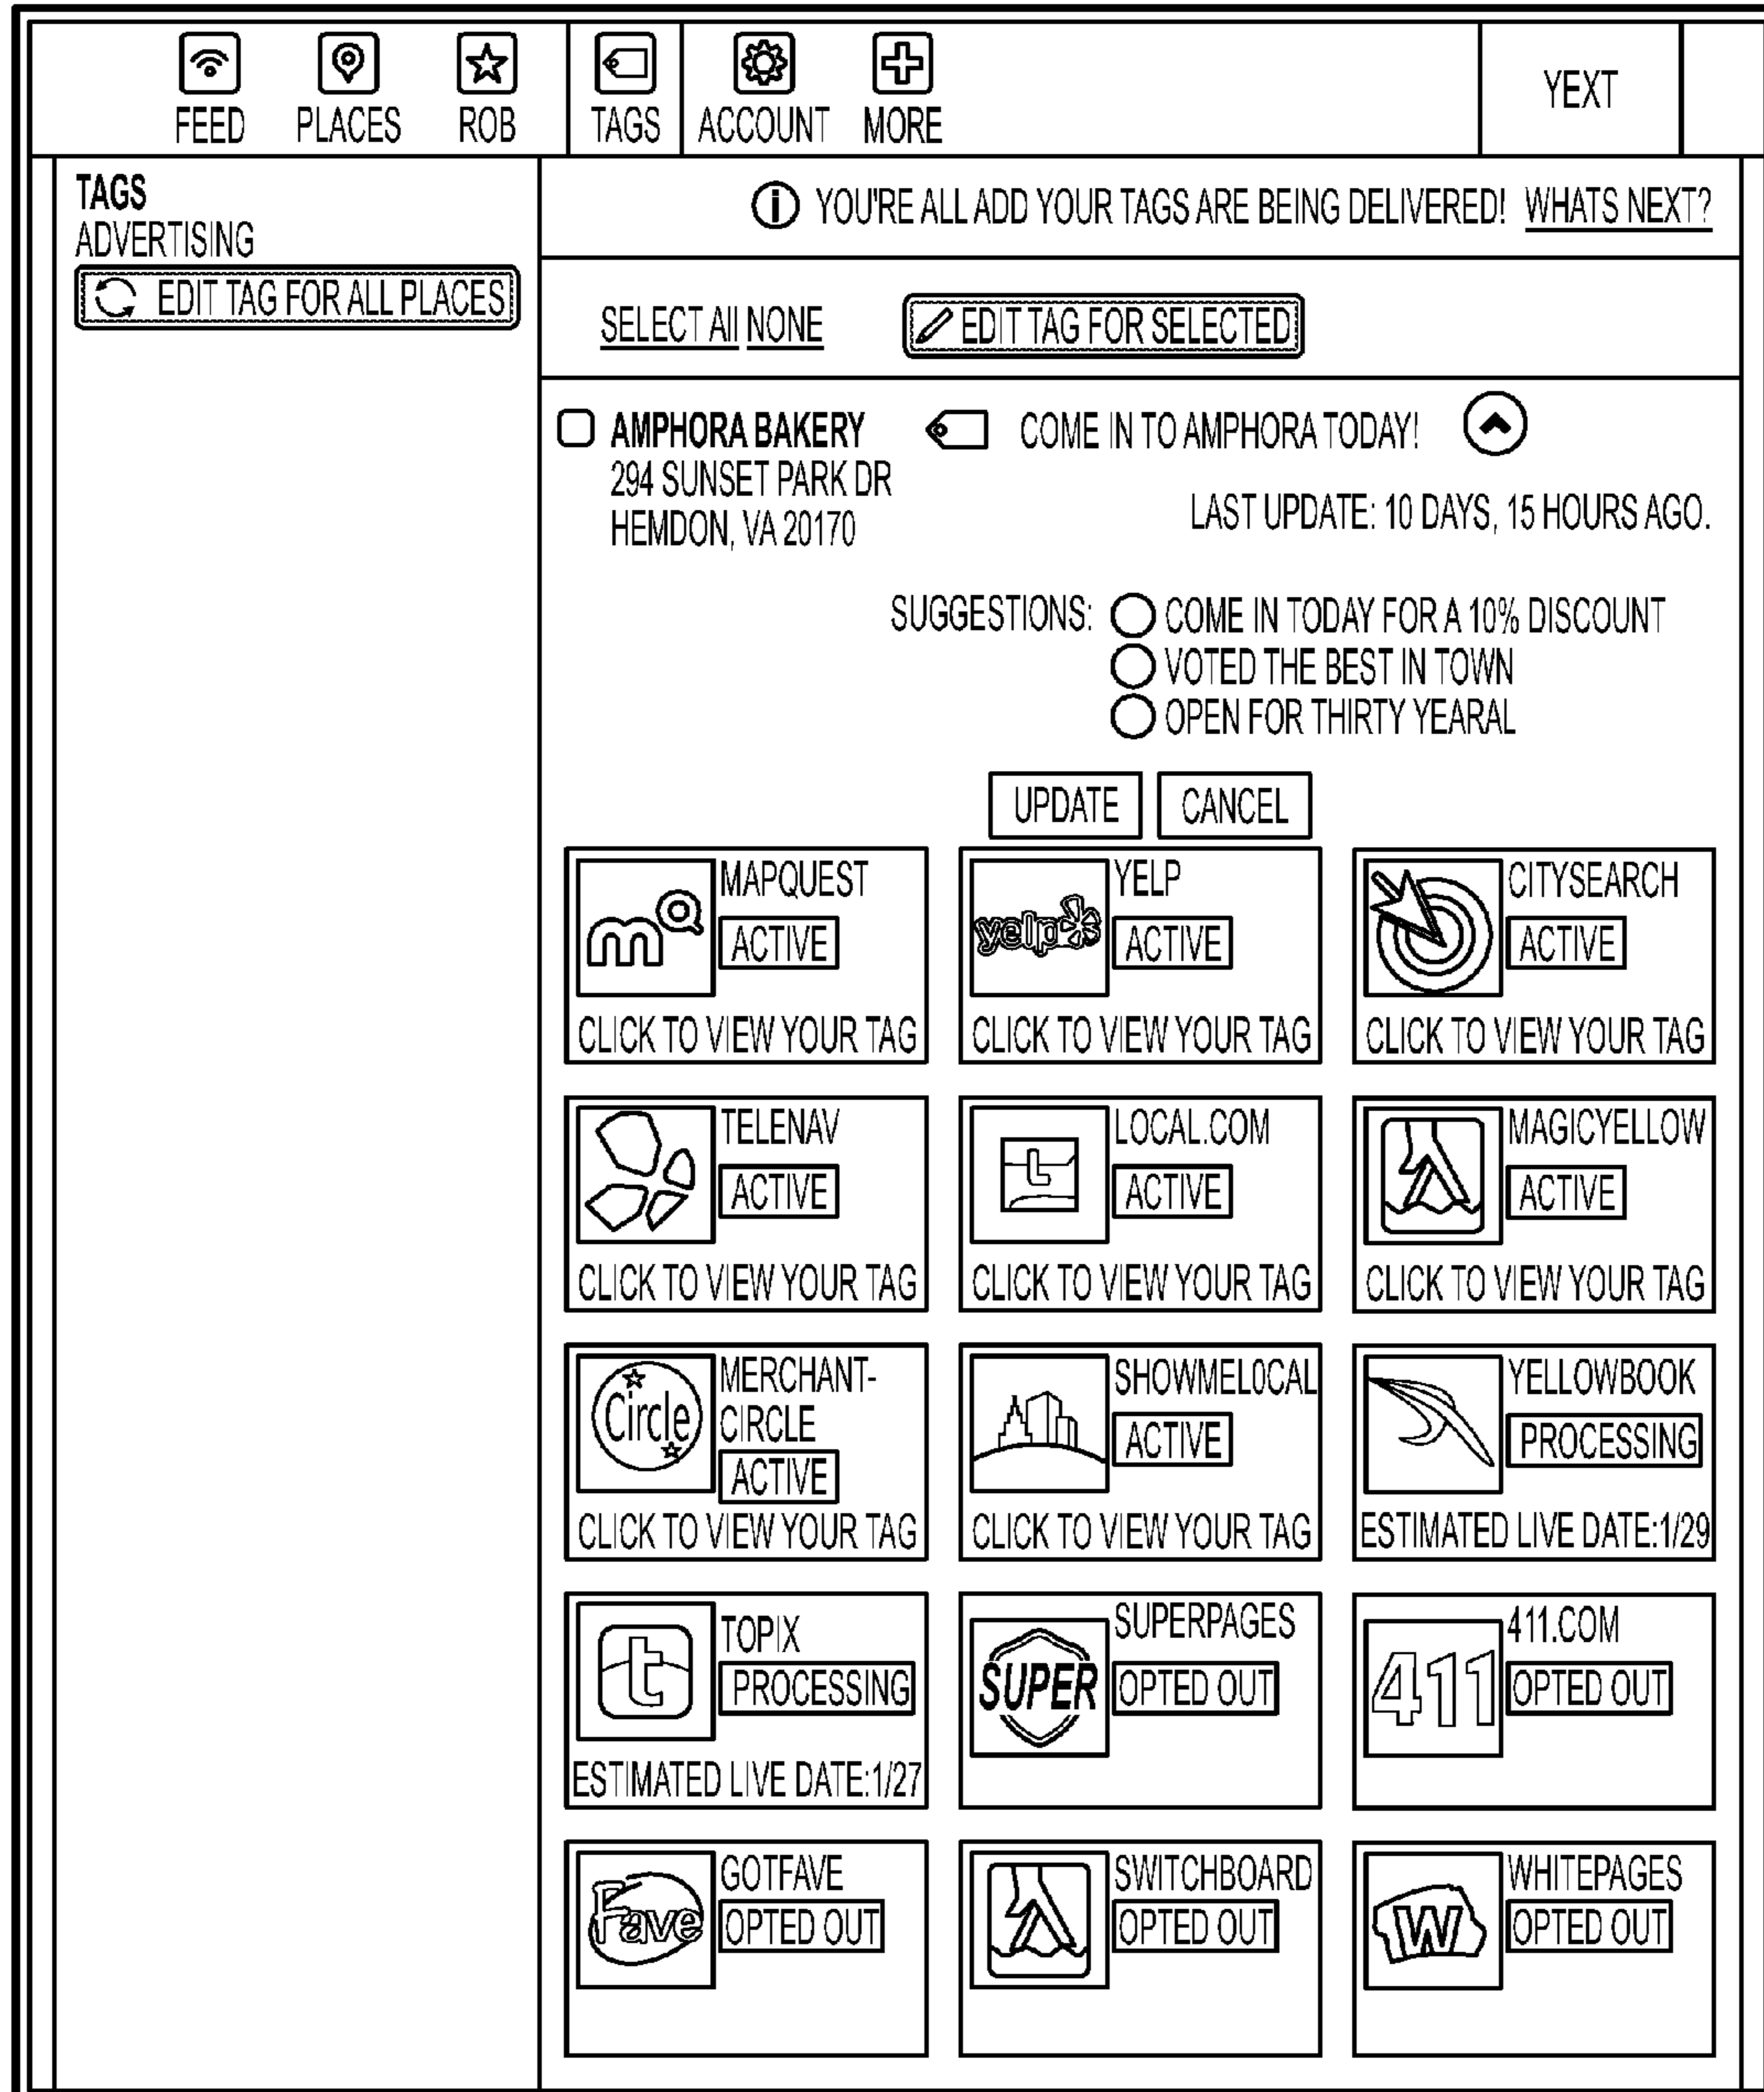 FEED PLACES ROB TAGS ACCOUNT MORE YEXT
TAGS
ADVERTISING
EDIT TAG FOR ALL PLACES
YOU'RE ALL ADD YOUR TAGS ARE BEING DELIVERED! WHATS NEXT?
SELECT All NONE EDIT TAG FOR SELECTED
AMPHORA BAKERY COME IN TO AMPHORA TODAY!
294 SUNSET PARK DR
HEMDON, VA 20170
LAST UPDATE: 10 DAYS, 15 HOURS AGO.
SUGGESTIONS: COME IN TODAY FOR A 10% DISCOUNT
VOTED THE BEST IN TOWN
OPEN FOR THIRTY YEARAL
UPDATE CANCEL
m
MAPQUEST
ACTIVE
CLICK TO VIEW YOUR TAG
yelp
YELP
ACTIVE
CLICK TO VIEW YOUR TAG
CITYSEARCH
ACTIVE
CLICK TO VIEW YOUR TAG
TELENAV
ACTIVE
CLICK TO VIEW YOUR TAG
t
LOCAL.COM
ACTIVE
CLICK TO VIEW YOUR TAG
MAGICYELLOW
ACTIVE
CLICK TO VIEW YOUR TAG
Circle
MERCHANT-
CIRCLE
ACTIVE
CLICK TO VIEW YOUR TAG
SHOWMEL0CAL
ACTIVE
CLICK TO VIEW YOUR TAG
YELLOWBOOK
PROCESSING
ESTIMATED LIVE DATE:1/29
t
TOPIX
PROCESSING
ESTIMATED LIVE DATE:1/27
SUPER
SUPERPAGES
OPTED OUT
411
411.COM
OPTED OUT
Fave
GOTFAVE
OPTED OUT
SWITCHBOARD
OPTED OUT
W
WHITEPAGES
OPTED OUT